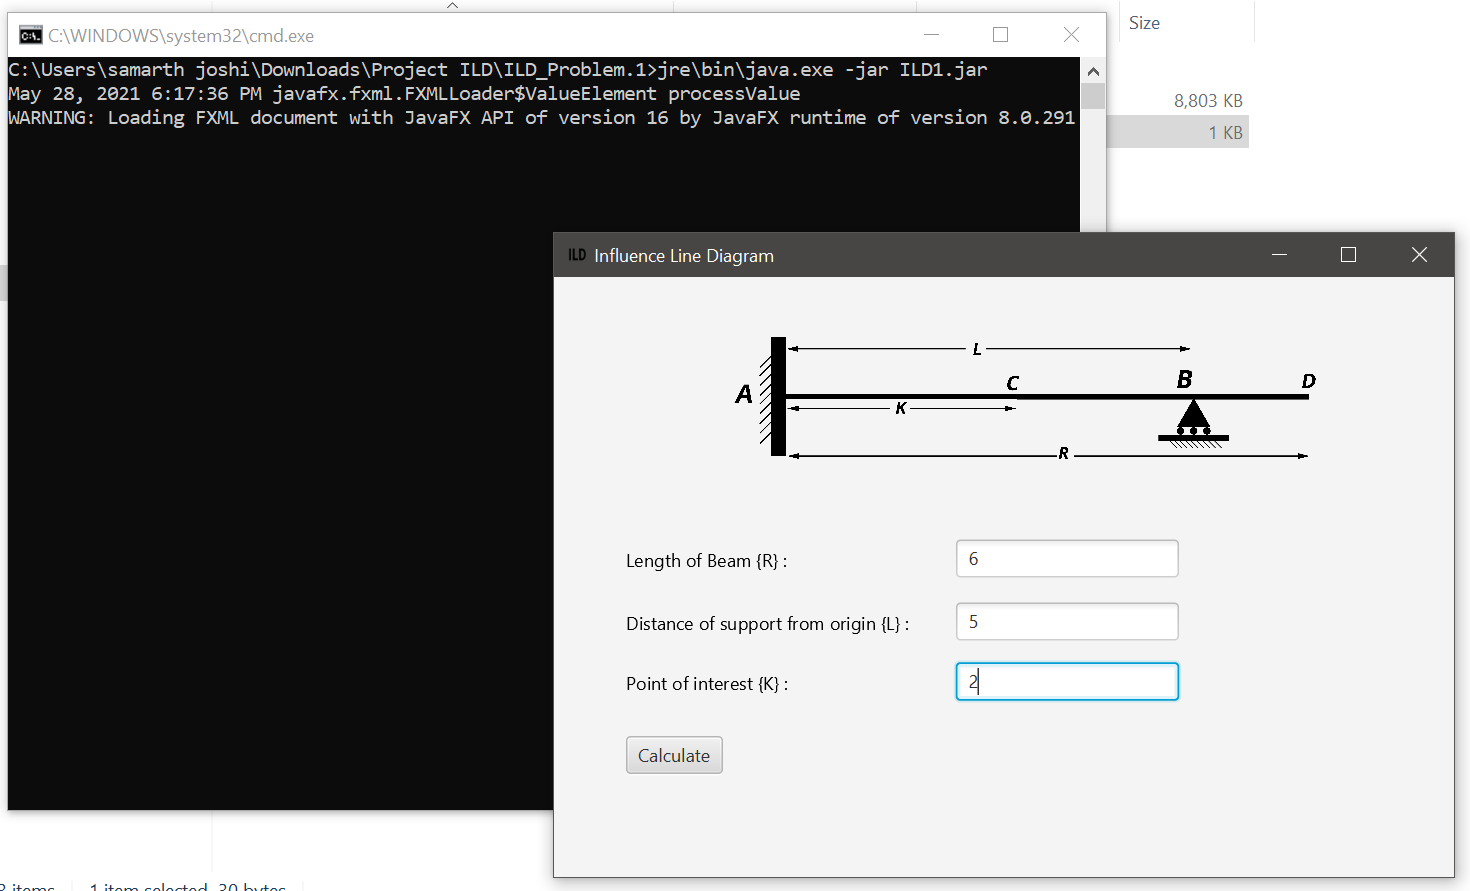 Size
C:\WINDOWS\system32\cmd.exe
C:\Users\samarth joshi\Downloads\Project ILD\ILD_Problem.1>jre\bin\java.exe -jar ILD1.jar
May 28, 2021 6:17:36 PM javafx.fxml.FXMLLoader$ValueElement processValue
WARNING: Loading FXML document with JavaFX API of version 16 by JavaFX runtime of version 8.0.291
8,803 KB
1 KB
ILD Influence Line Diagram
L
A
C
B
D
K
R
Length of Beam {R} : 6
Distance of support from origin {L} : 5
Point of interest {K} : 2
Calculate
items 1 item selected 30 bytes